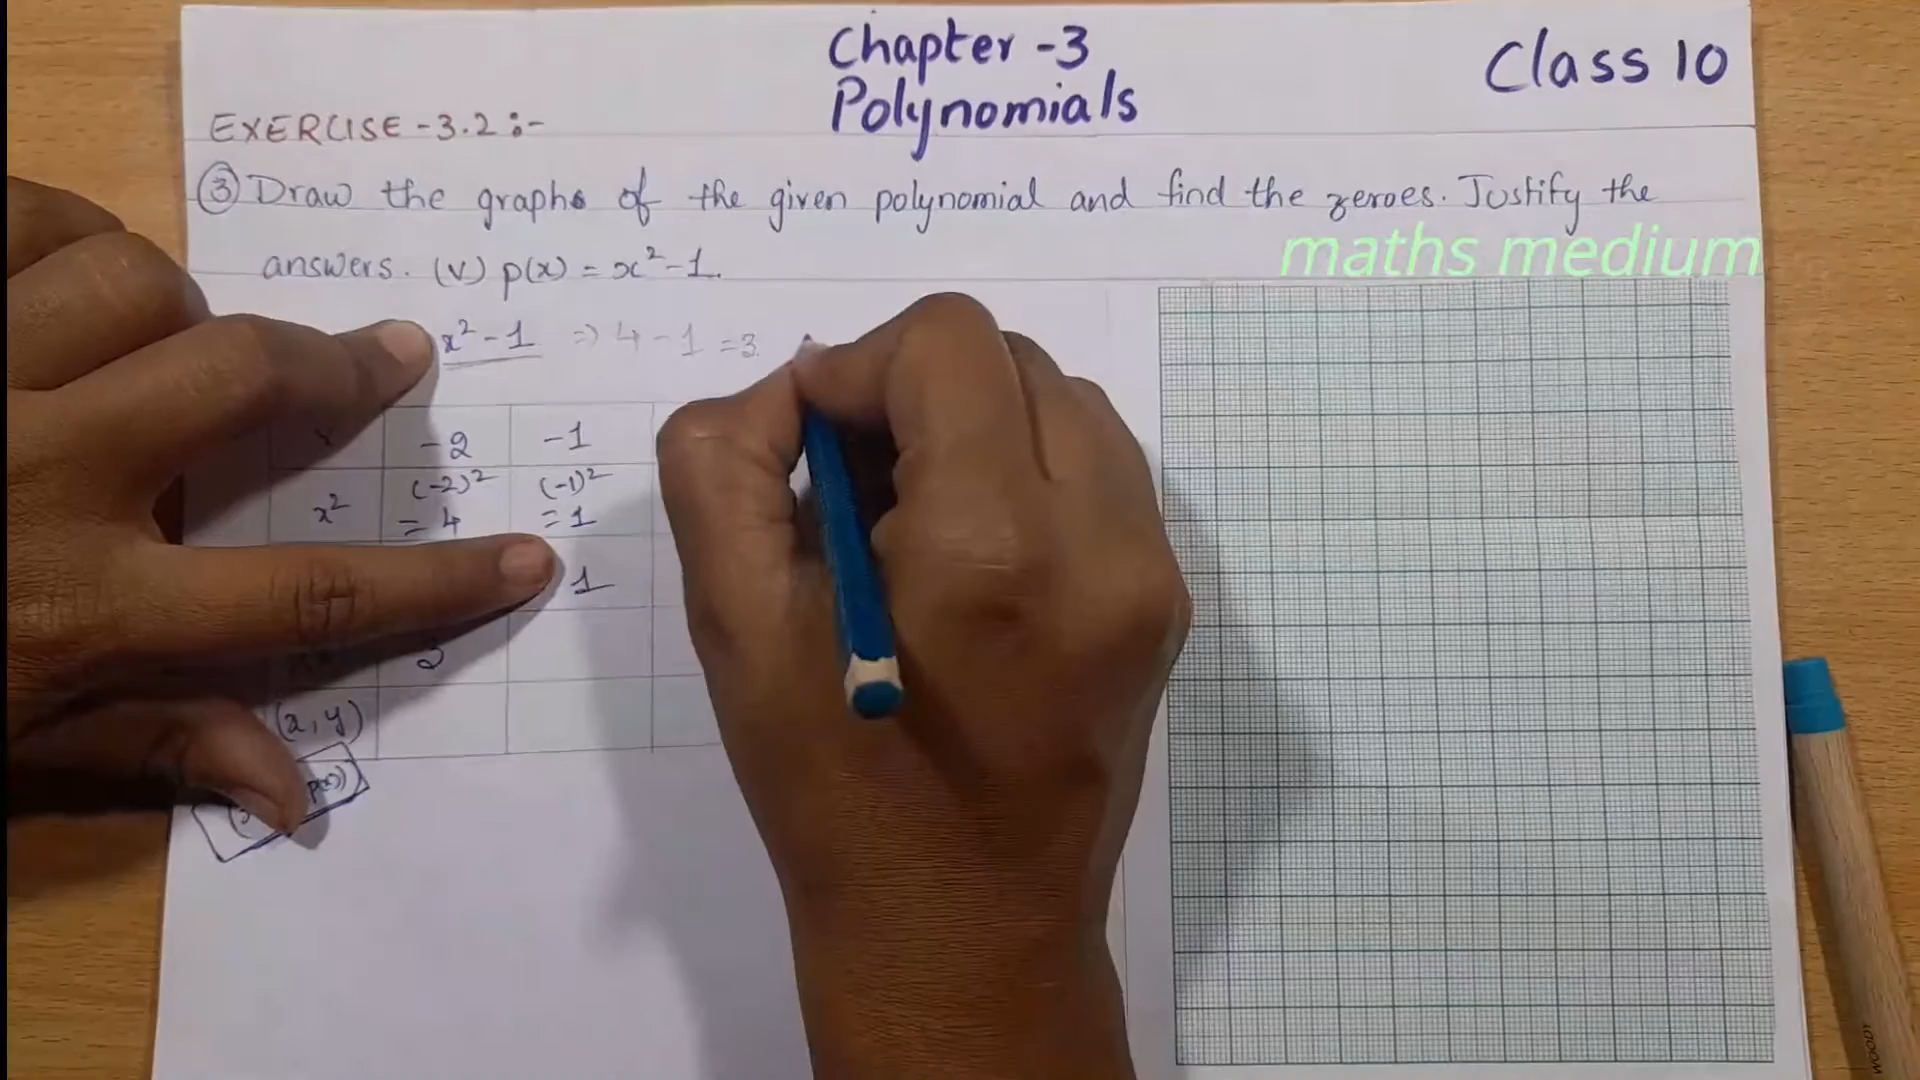 Chapter -3
Polynomials
Class 10
EXERCISE -3.2 :-
③ Draw the graphs of the given polynomial and find the zeroes. Justify the
maths medium
answers. (v) p(x) = x² - 1.
x² - 1 ⇒ 4 - 1 = 3
-2 -1
x² (-2)² = 4 (-1)² = 1
1
3
(x, y)
p(x))
WOODY